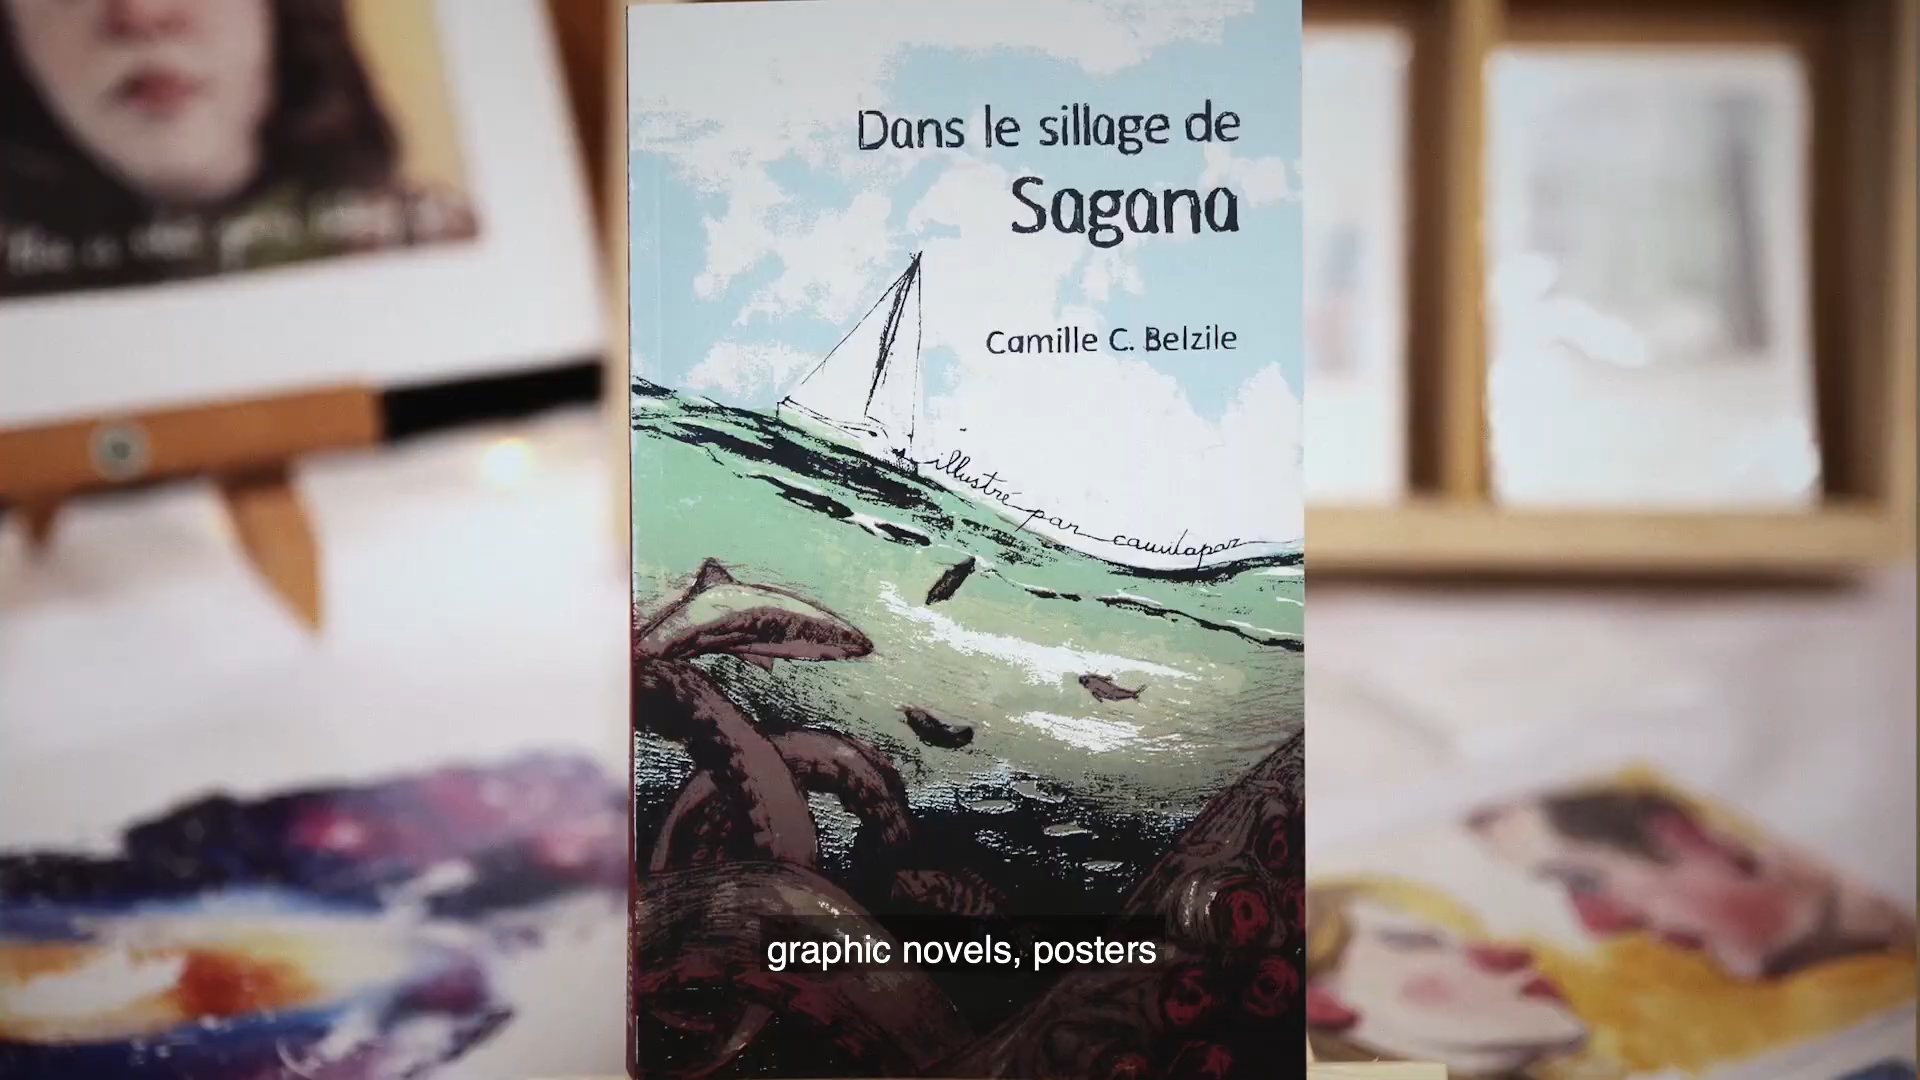 Dans le sillage de
Sagana
Camille C. Belzile
illustré par camilapaz
graphic novels, posters